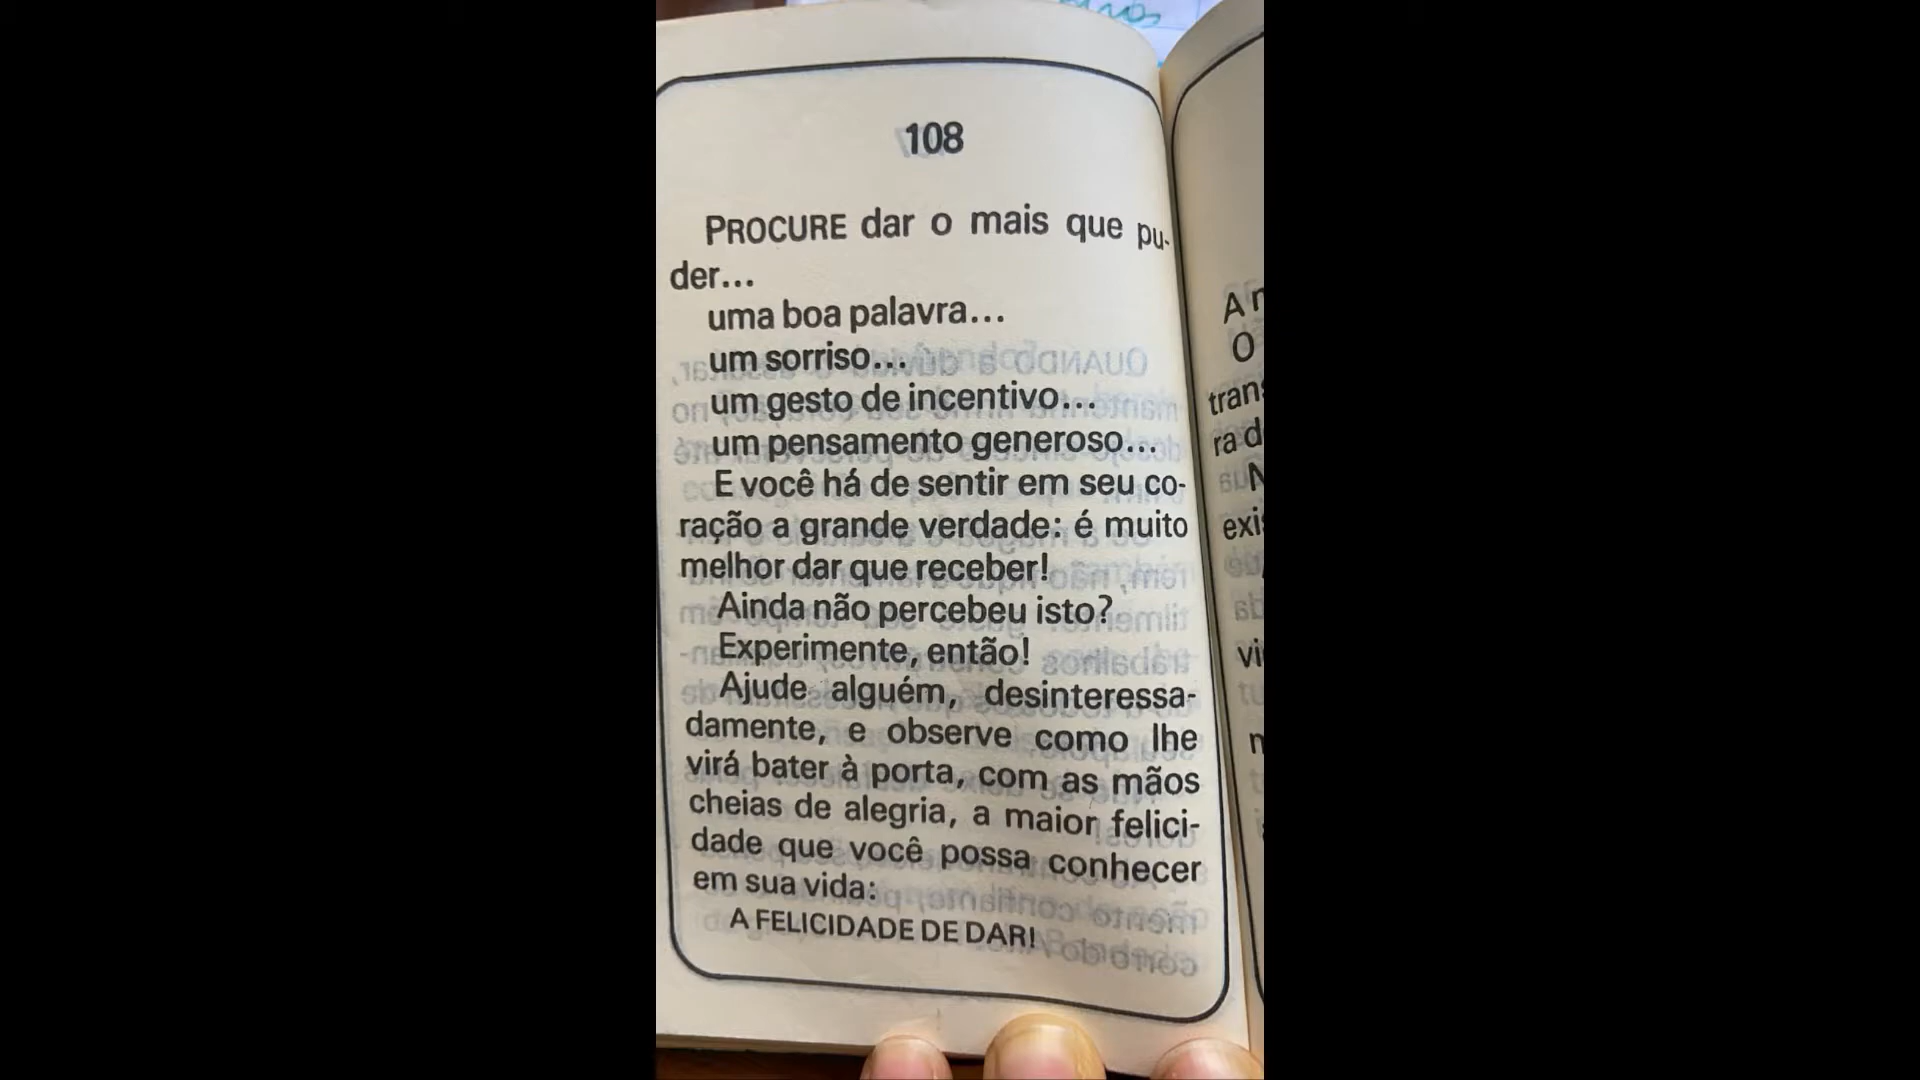 108
PROCURE dar o mais que pu-
der...
uma boa palavra...
um sorriso...
um gesto de incentivo...
um pensamento generoso...
E você há de sentir em seu co-
ração a grande verdade: é muito
melhor dar que receber!
Ainda não percebeu isto?
Experimente, então!
Ajude alguém, desinteressa-
damente, e observe como lhe
virá bater à porta, com as mãos
cheias de alegria, a maior felici-
dade que você possa conhecer
em sua vida:
A FELICIDADE DE DAR!